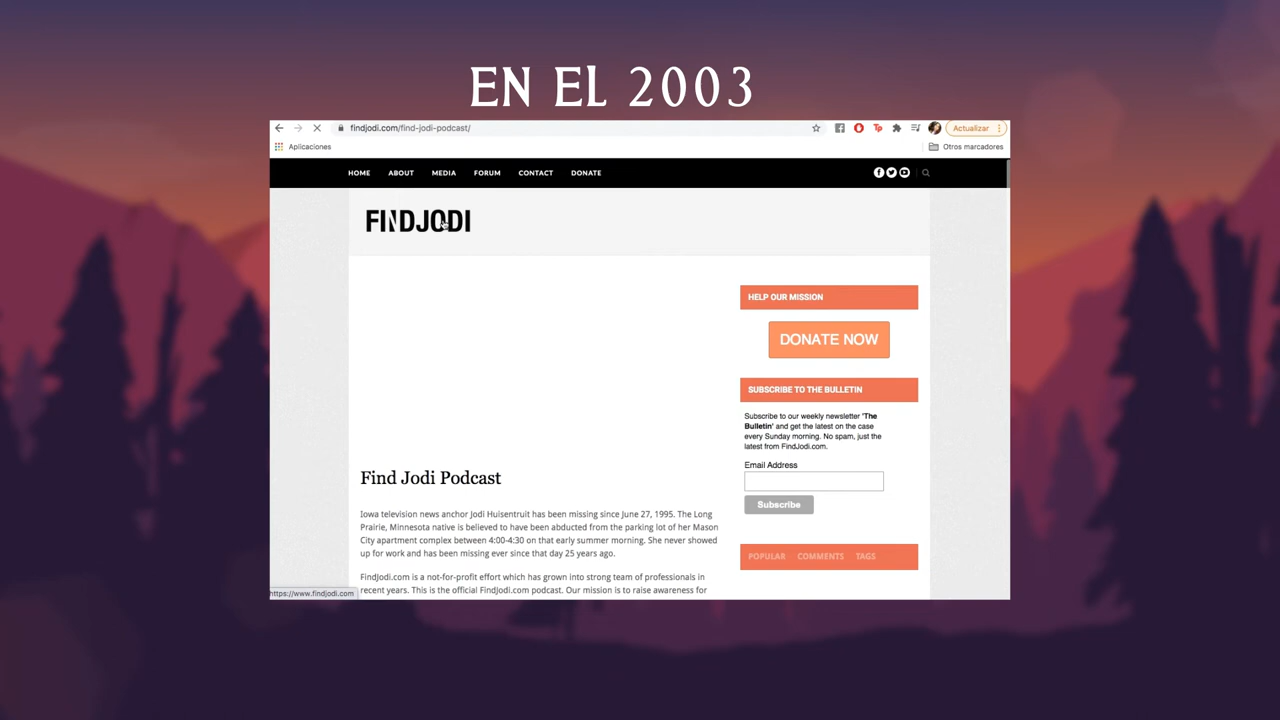 EN EL 2003
findjodi.com/find-jodi-podcast/
Actualizar
Aplicaciones
Otros marcadores
HOME ABOUT MEDIA FORUM CONTACT DONATE
FINDJODI
HELP OUR MISSION
DONATE NOW
SUBSCRIBE TO THE BULLETIN
Subscribe to our weekly newsletter 'The
Bulletin' and get the latest on the case
every Sunday morning. No spam, just the
latest from FindJodi.com.
Email Address
Subscribe
Find Jodi Podcast
Iowa television news anchor Jodi Huisentruit has been missing since June 27, 1995. The Long
Prairie, Minnesota native is believed to have been abducted from the parking lot of her Mason
City apartment complex between 4:00-4:30 on that early summer morning. She never showed
up for work and has been missing ever since that day 25 years ago.
POPULAR COMMENTS TAGS
FindJodi.com is a not-for-profit effort which has grown into strong team of professionals in
recent years. This is the official FindJodi.com podcast. Our mission is to raise awareness for
https://www.findjodi.com